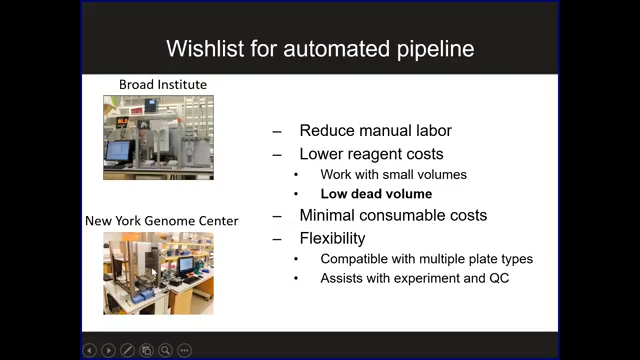 Wishlist for automated pipeline
Broad Institute
New York Genome Center
– Reduce manual labor
– Lower reagent costs
• Work with small volumes
• Low dead volume
– Minimal consumable costs
– Flexibility
• Compatible with multiple plate types
• Assists with experiment and QC